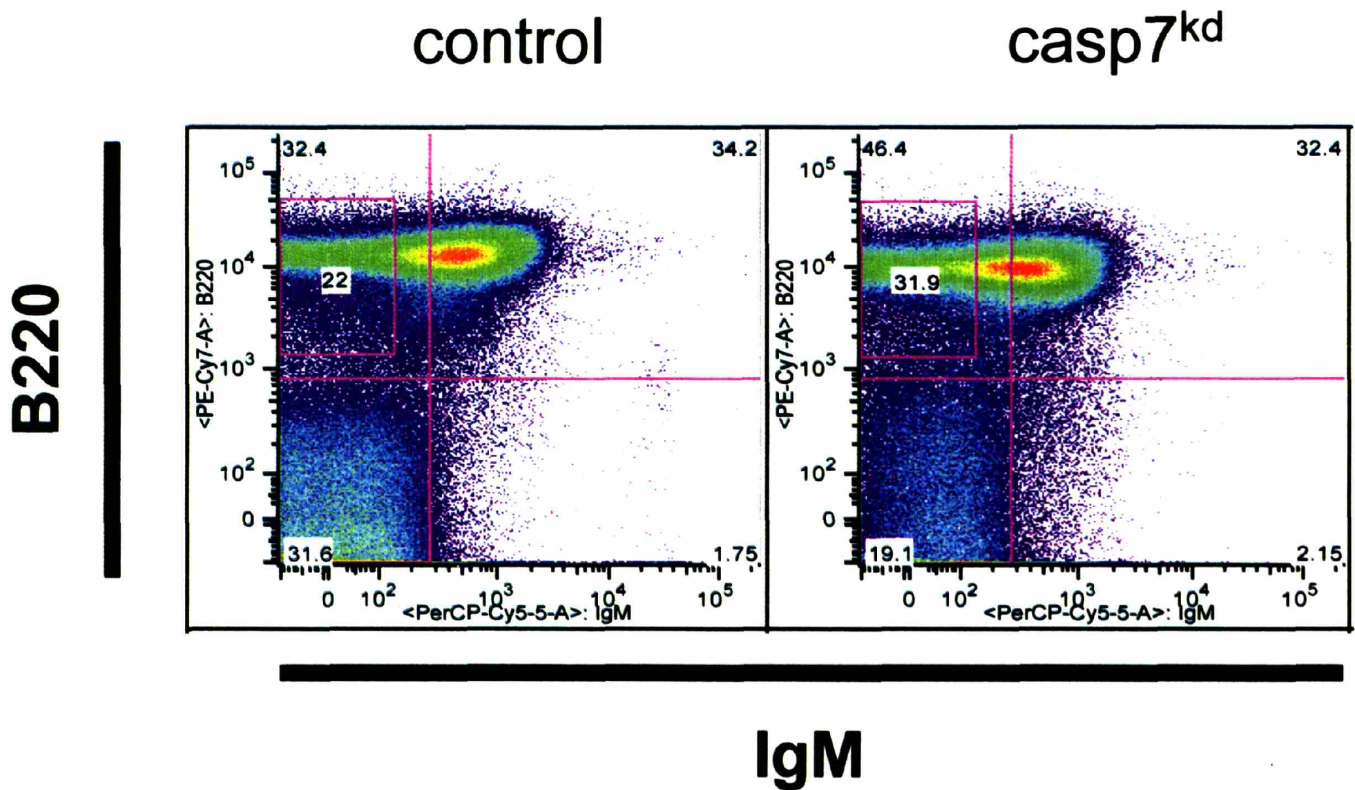 control
casp7kd
B220
32.4
34.2
22
31.6
1.75
10⁵
10⁴
10³
10²
0
<PE-Cy7-A>: B220
0 10² 10³ 10⁴ 10⁵
<PerCP-Cy5-5-A>: IgM
46.4
32.4
31.9
19.1
2.15
10⁵
10⁴
10³
10²
0
<PE-Cy7-A>: B220
0 10² 10³ 10⁴ 10⁵
<PerCP-Cy5-5-A>: IgM
IgM